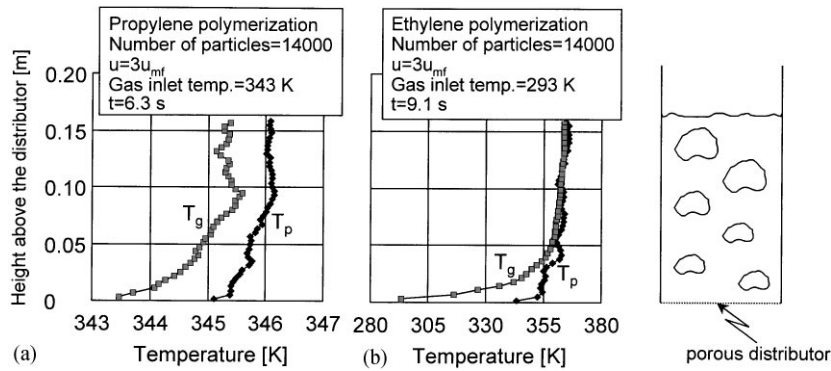 Propylene polymerization
Number of particles=14000
u=3u_mf
Gas inlet temp.=343 K
t=6.3 s
Height above the distributor [m]
0.20
0.15
0.10
0.05
0
T_g
T_p
343
344
345
346
347
(a)
Temperature [K]
Ethylene polymerization
Number of particles=14000
u=3u_mf
Gas inlet temp.=293 K
t=9.1 s
T_g
T_p
280
305
330
355
380
(b)
Temperature [K]
porous distributor